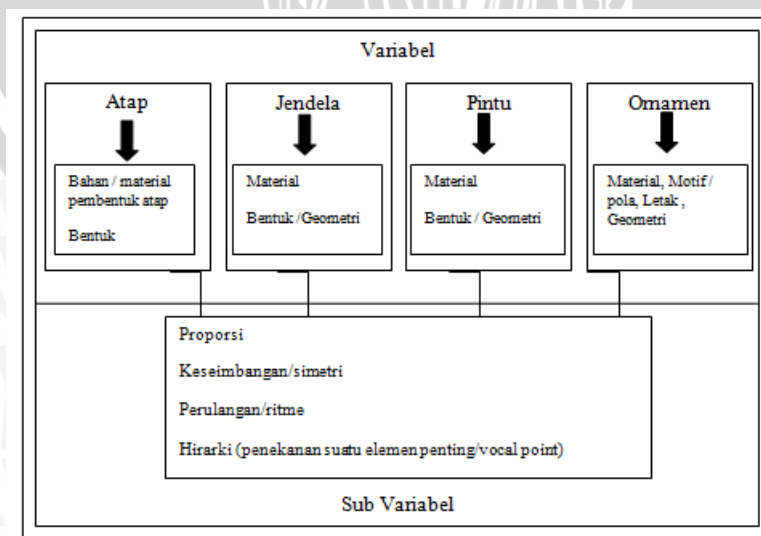 Variabel
Atap
Bahan / material
pembentuk atap
Bentuk
Jendela
Material
Bentuk /Geometri
Pintu
Material
Bentuk / Geometri
Ornamen
Material, Motif /
pola, Letak ,
Geometri
Proporsi
Keseimbangan/simetri
Perulangan/ritme
Hirarki (penekanan suatu elemen penting/vocal point)
Sub Variabel